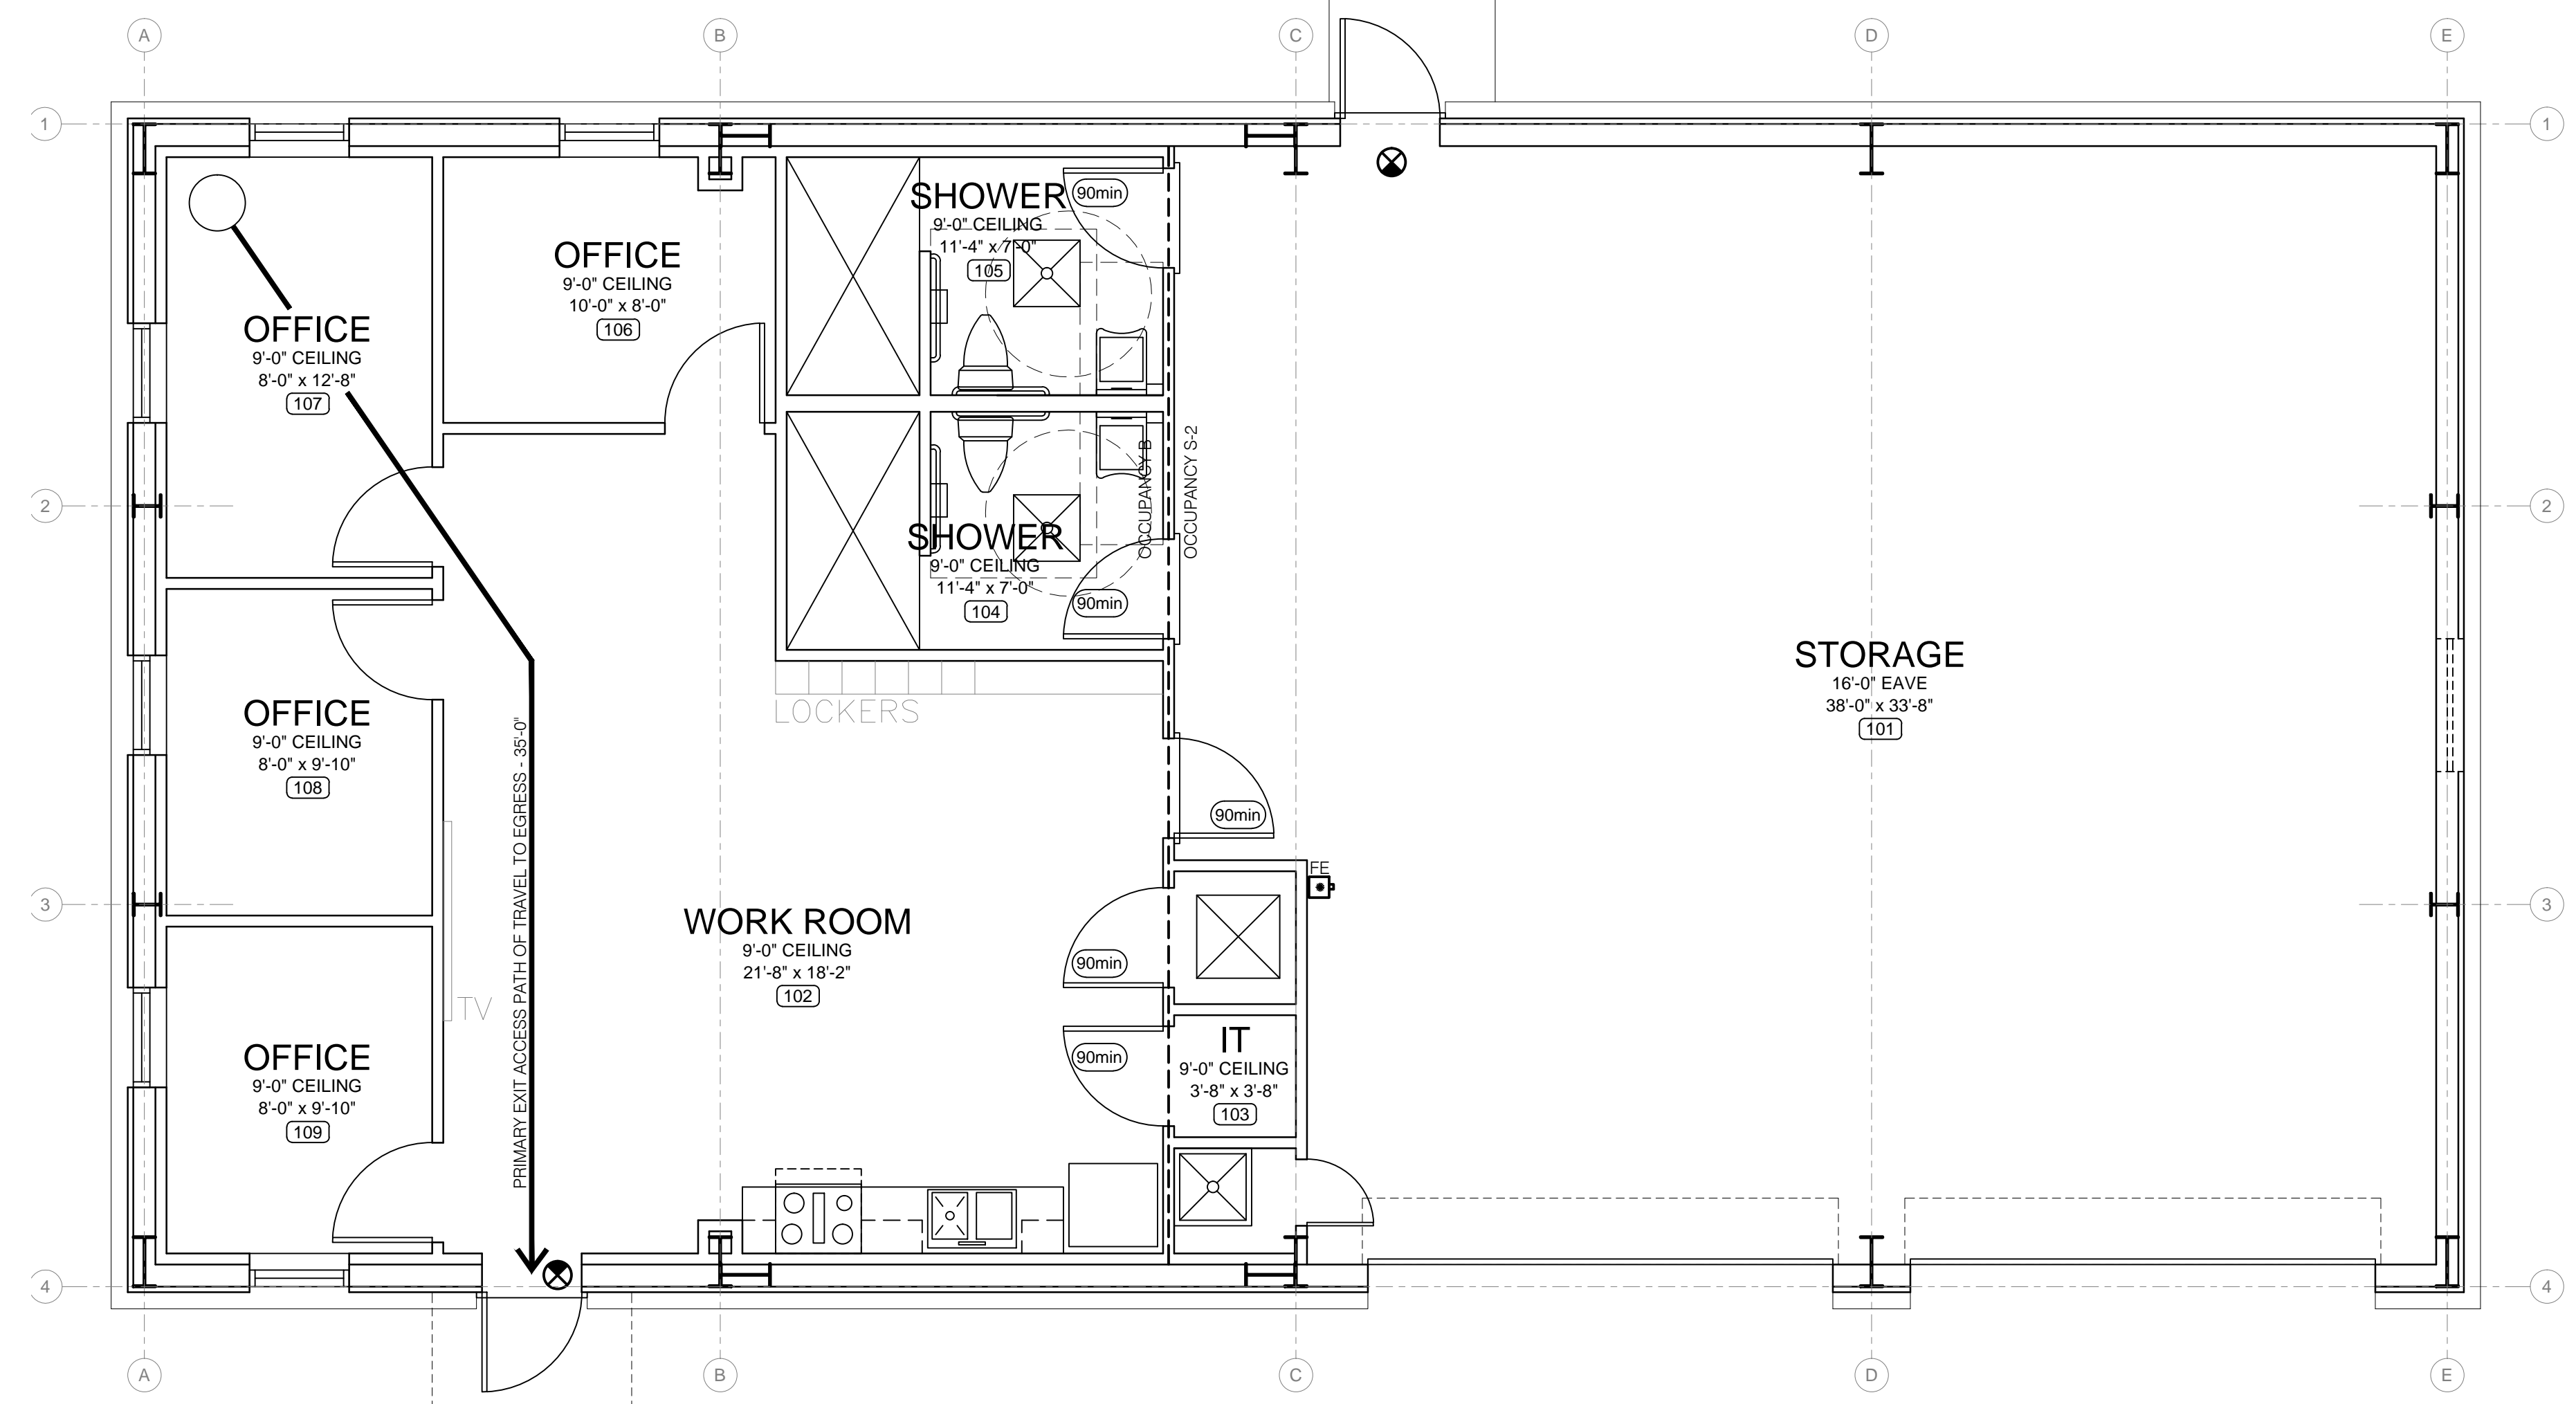 A
B
C
D
E
1
1
SHOWER
9'-0" CEILING
11'-4" x 7'-0"
105
90min
OFFICE
9'-0" CEILING
10'-0" x 8'-0"
106
OFFICE
9'-0" CEILING
8'-0" x 12'-8"
107
OCCUPANCY B
OCCUPANCY S-2
2
2
SHOWER
9'-0" CEILING
11'-4" x 7'-0"
104
90min
STORAGE
16'-0" EAVE
38'-0" x 33'-8"
101
LOCKERS
OFFICE
9'-0" CEILING
8'-0" x 9'-10"
108
PRIMARY EXIT ACCESS PATH OF TRAVEL TO EGRESS - 35'-0"
90min
FE
3
3
WORK ROOM
9'-0" CEILING
21'-8" x 18'-2"
102
90min
TV
OFFICE
9'-0" CEILING
8'-0" x 9'-10"
109
90min
IT
9'-0" CEILING
3'-8" x 3'-8"
103
4
4
A
B
C
D
E